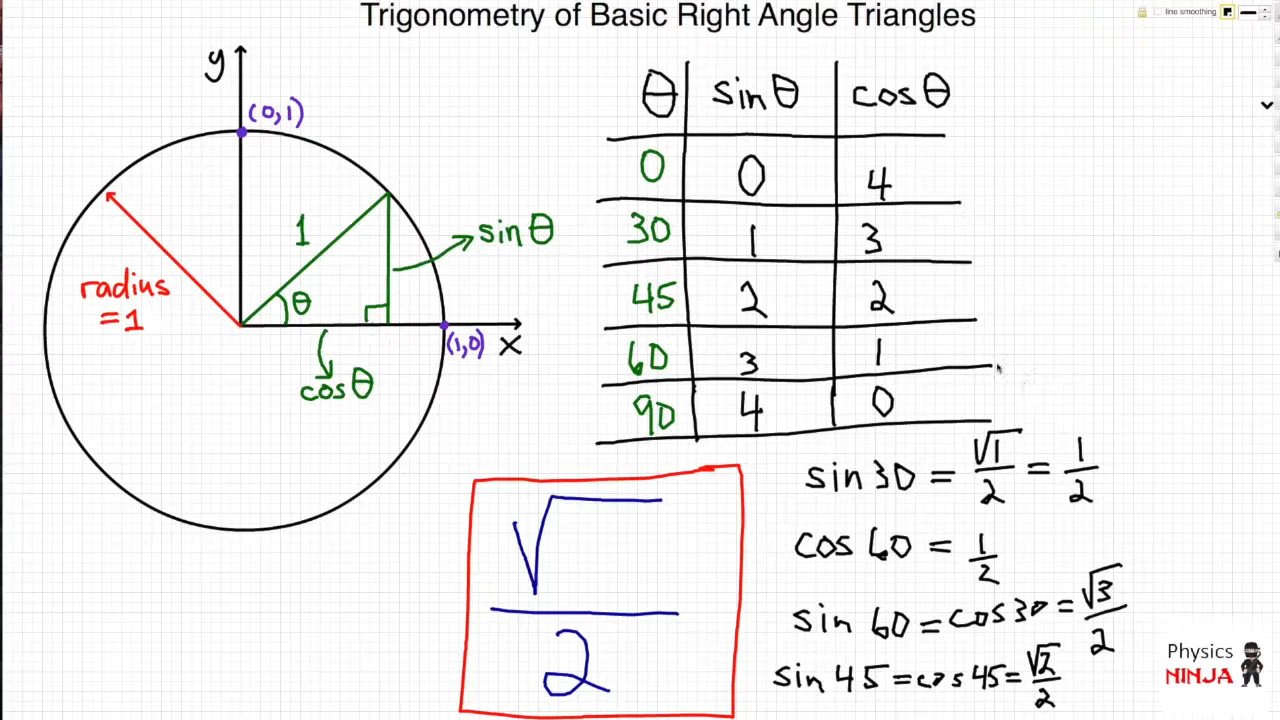 Trigonometry of Basic Right Angle Triangles
line smoothing
y
(0,1)
1
sinθ
radius
=1
θ
(1,0)
x
cosθ
θ sinθ cosθ
0 0 4
30 1 3
45 2 2
60 3 1
90 4 0
√
2
sin30 = √1/2 = 1/2
cos60 = 1/2
sin60 = cos30 = √3/2
sin45 = cos45 = √2/2
Physics
NINJA